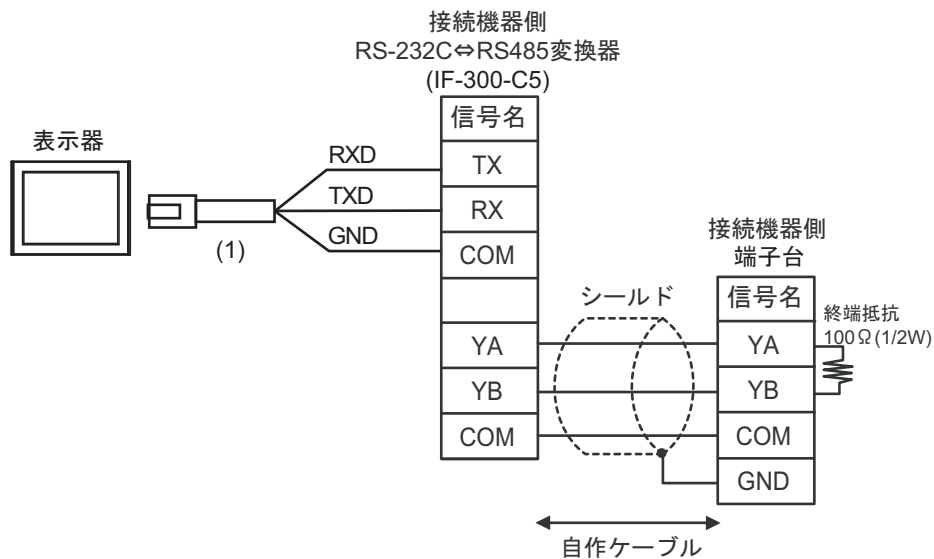 接続機器側
RS-232C⇔RS485変換器
(IF-300-C5)
信号名
表示器
RXD
TX
TXD
RX
GND
COM
(1)
接続機器側
端子台
シールド
信号名
終端抵抗
100Ω(1/2W)
YA
YA
YB
YB
COM
COM
GND
自作ケーブル